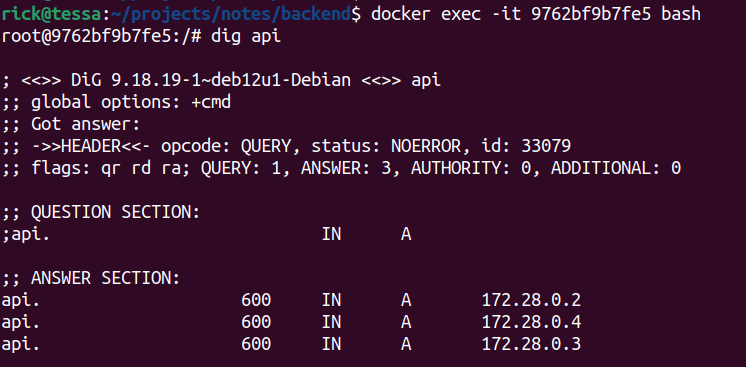 rick@tessa:~/projects/notes/backend$ docker exec -it 9762bf9b7fe5 bash
root@9762bf9b7fe5:/# dig api

; <<>> DiG 9.18.19-1~deb12u1-Debian <<>> api
;; global options: +cmd
;; Got answer:
;; ->>HEADER<<- opcode: QUERY, status: NOERROR, id: 33079
;; flags: qr rd ra; QUERY: 1, ANSWER: 3, AUTHORITY: 0, ADDITIONAL: 0

;; QUESTION SECTION:
;api.				IN	A

;; ANSWER SECTION:
api.			600	IN	A	172.28.0.2
api.			600	IN	A	172.28.0.4
api.			600	IN	A	172.28.0.3